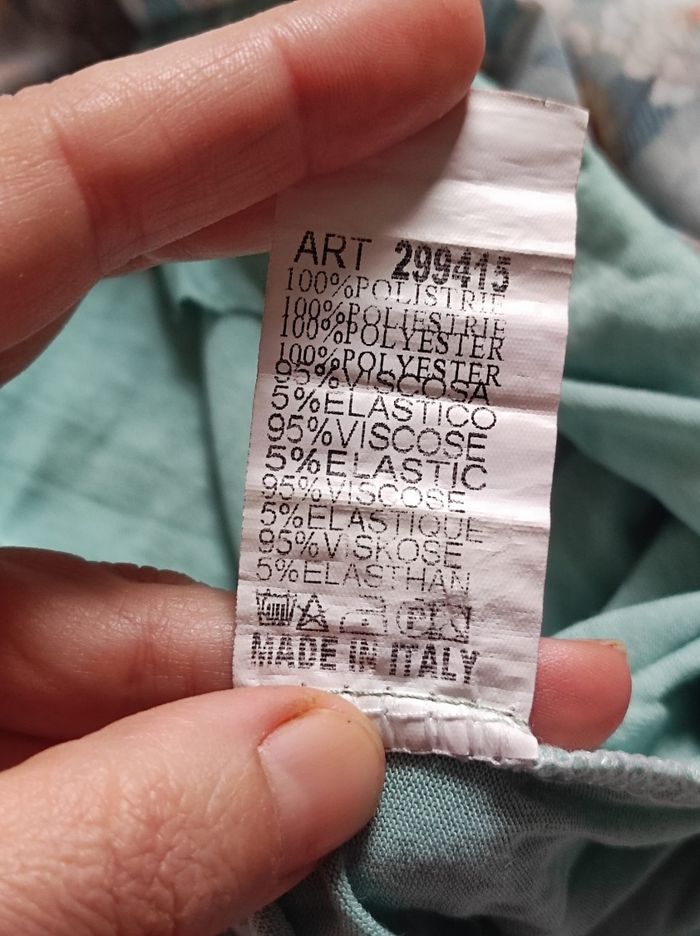 ART 299415
100%POLISTRIE
100%POLIESTRIE
100%POLYESTER
100%POLYESTER
95%VISCOSA
5%ELASTICO
95%VISCOSE
5%ELASTIC
95%VISCOSE
5%ELASTIQUE
95%VISKOSE
5%ELASTHAN
MADE IN ITALY